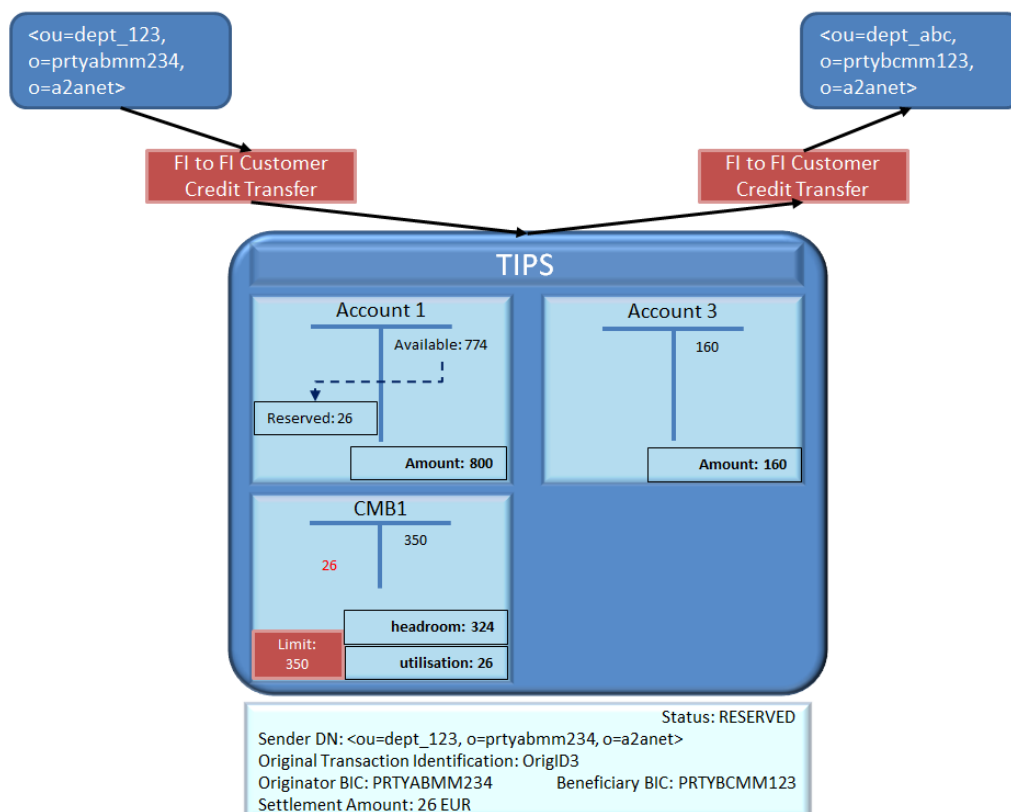 <ou=dept_123,
o=prtyabmm234,
o=a2anet>
<ou=dept_abc,
o=prtybcmm123,
o=a2anet>
FI to FI Customer
Credit Transfer
FI to FI Customer
Credit Transfer
TIPS
Account 1
Available: 774
Reserved: 26
Amount: 800
Account 3
160
Amount: 160
CMB1
350
26
headroom: 324
Limit:
350
utilisation: 26
Status: RESERVED
Sender DN: <ou=dept_123, o=prtyabmm234, o=a2anet>
Original Transaction Identification: OrigID3
Originator BIC: PRTYABMM234 Beneficiary BIC: PRTYBCMM123
Settlement Amount: 26 EUR